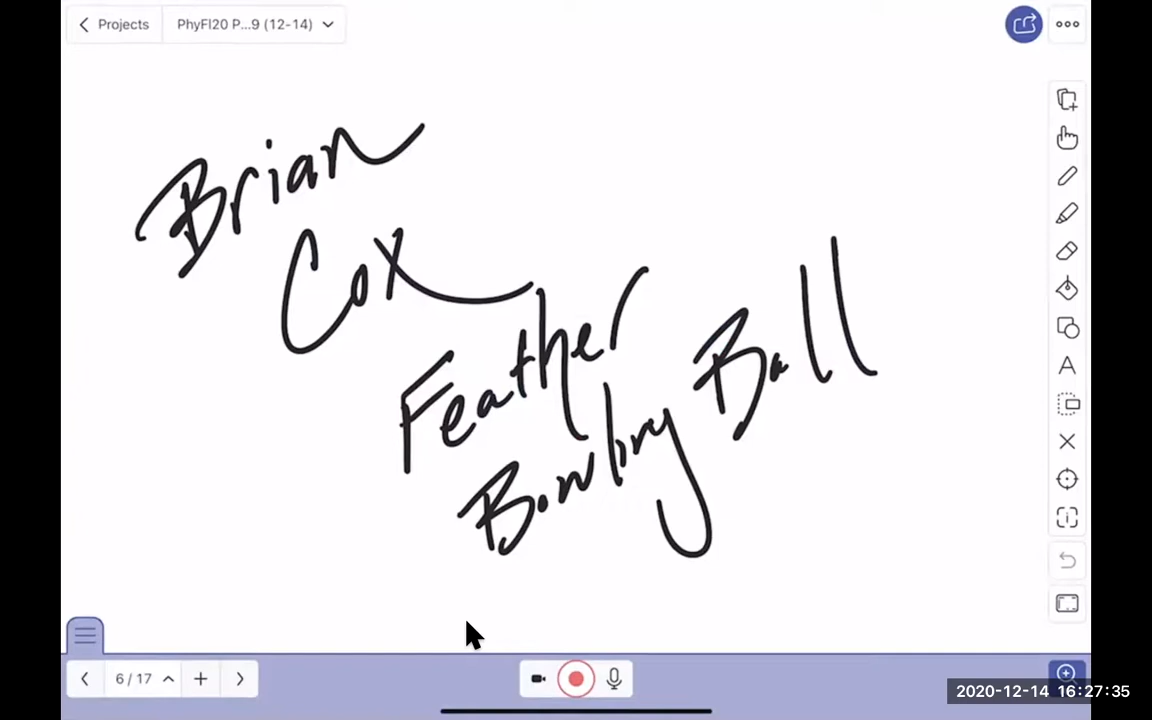 Projects
PhyFl20 P...9 (12-14)
Brian
Cox
Feather
Bowling Ball
A
6 / 17
2020-12-14 16:27:35